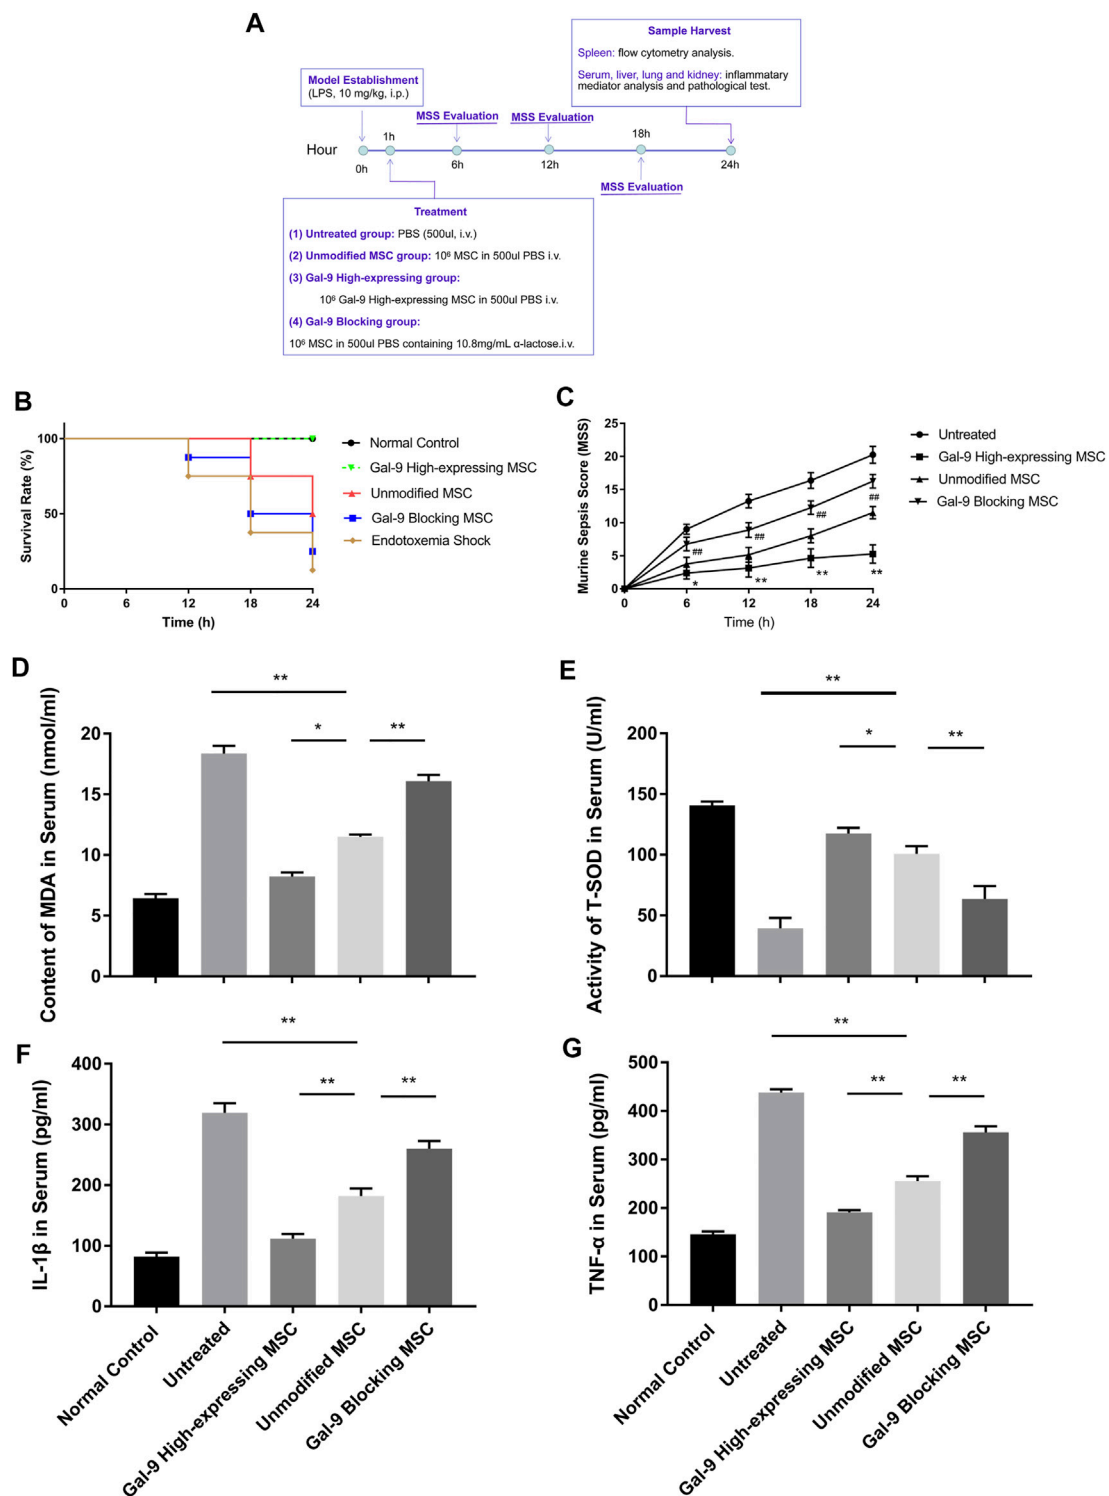 A
Sample Harvest
Spleen: flow cytometry analysis.
Serum, liver, lung and kidney: inflammatary
mediator analysis and pathological test.
Model Establishment
(LPS, 10 mg/kg, i.p.)
MSS Evaluation
MSS Evaluation
1h
18h
Hour
0h
6h
12h
24h
MSS Evaluation
Treatment
(1) Untreated group: PBS (500ul, i.v.)
(2) Unmodified MSC group: 10⁶ MSC in 500ul PBS i.v.
(3) Gal-9 High-expressing group:
10⁶ Gal-9 High-expressing MSC in 500ul PBS i.v.
(4) Gal-9 Blocking group:
10⁶ MSC in 500ul PBS containing 10.8mg/mL α-lactose.i.v.
B
Survival Rate (%)
100
50
0
0
6
12
18
24
Time (h)
Normal Control
Gal-9 High-expressing MSC
Unmodified MSC
Gal-9 Blocking MSC
Endotoxemia Shock
C
Murine Sepsis Score (MSS)
25
20
15
10
5
0
##
##
##
##
*
**
**
**
0
6
12
18
24
Time (h)
Untreated
Gal-9 High-expressing MSC
Unmodified MSC
Gal-9 Blocking MSC
D
Content of MDA in Serum (nmol/ml)
**
*
**
20
15
10
5
0
E
Activity of T-SOD in Serum (U/ml)
**
*
**
200
150
100
50
0
F
IL-1β in Serum (pg/ml)
**
**
**
400
300
200
100
0
Normal Control
Untreated
Gal-9 High-expressing MSC
Unmodified MSC
Gal-9 Blocking MSC
G
TNF-α in Serum (pg/ml)
**
**
**
500
400
300
200
100
0
Normal Control
Untreated
Gal-9 High-expressing MSC
Unmodified MSC
Gal-9 Blocking MSC